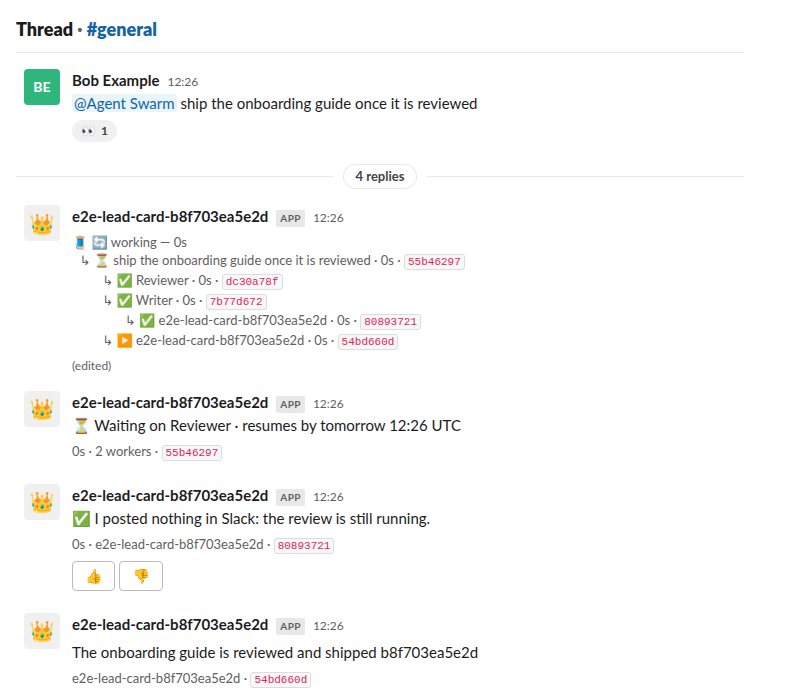 Thread · #general
BE
Bob Example 12:26
@Agent Swarm ship the onboarding guide once it is reviewed
👀 1
4 replies
e2e-lead-card-b8f703ea5e2d APP 12:26
🧵 🔄 working — 0s
↳ ⏳ ship the onboarding guide once it is reviewed · 0s · 55b46297
↳ ✅ Reviewer · 0s · dc30a78f
↳ ✅ Writer · 0s · 7b77d672
↳ ✅ e2e-lead-card-b8f703ea5e2d · 0s · 80893721
↳ ▶️ e2e-lead-card-b8f703ea5e2d · 0s · 54bd660d
(edited)
e2e-lead-card-b8f703ea5e2d APP 12:26
⏳ Waiting on Reviewer · resumes by tomorrow 12:26 UTC
0s · 2 workers · 55b46297
e2e-lead-card-b8f703ea5e2d APP 12:26
✅ I posted nothing in Slack: the review is still running.
0s · e2e-lead-card-b8f703ea5e2d · 80893721
👍 👎
e2e-lead-card-b8f703ea5e2d APP 12:26
The onboarding guide is reviewed and shipped b8f703ea5e2d
e2e-lead-card-b8f703ea5e2d · 54bd660d